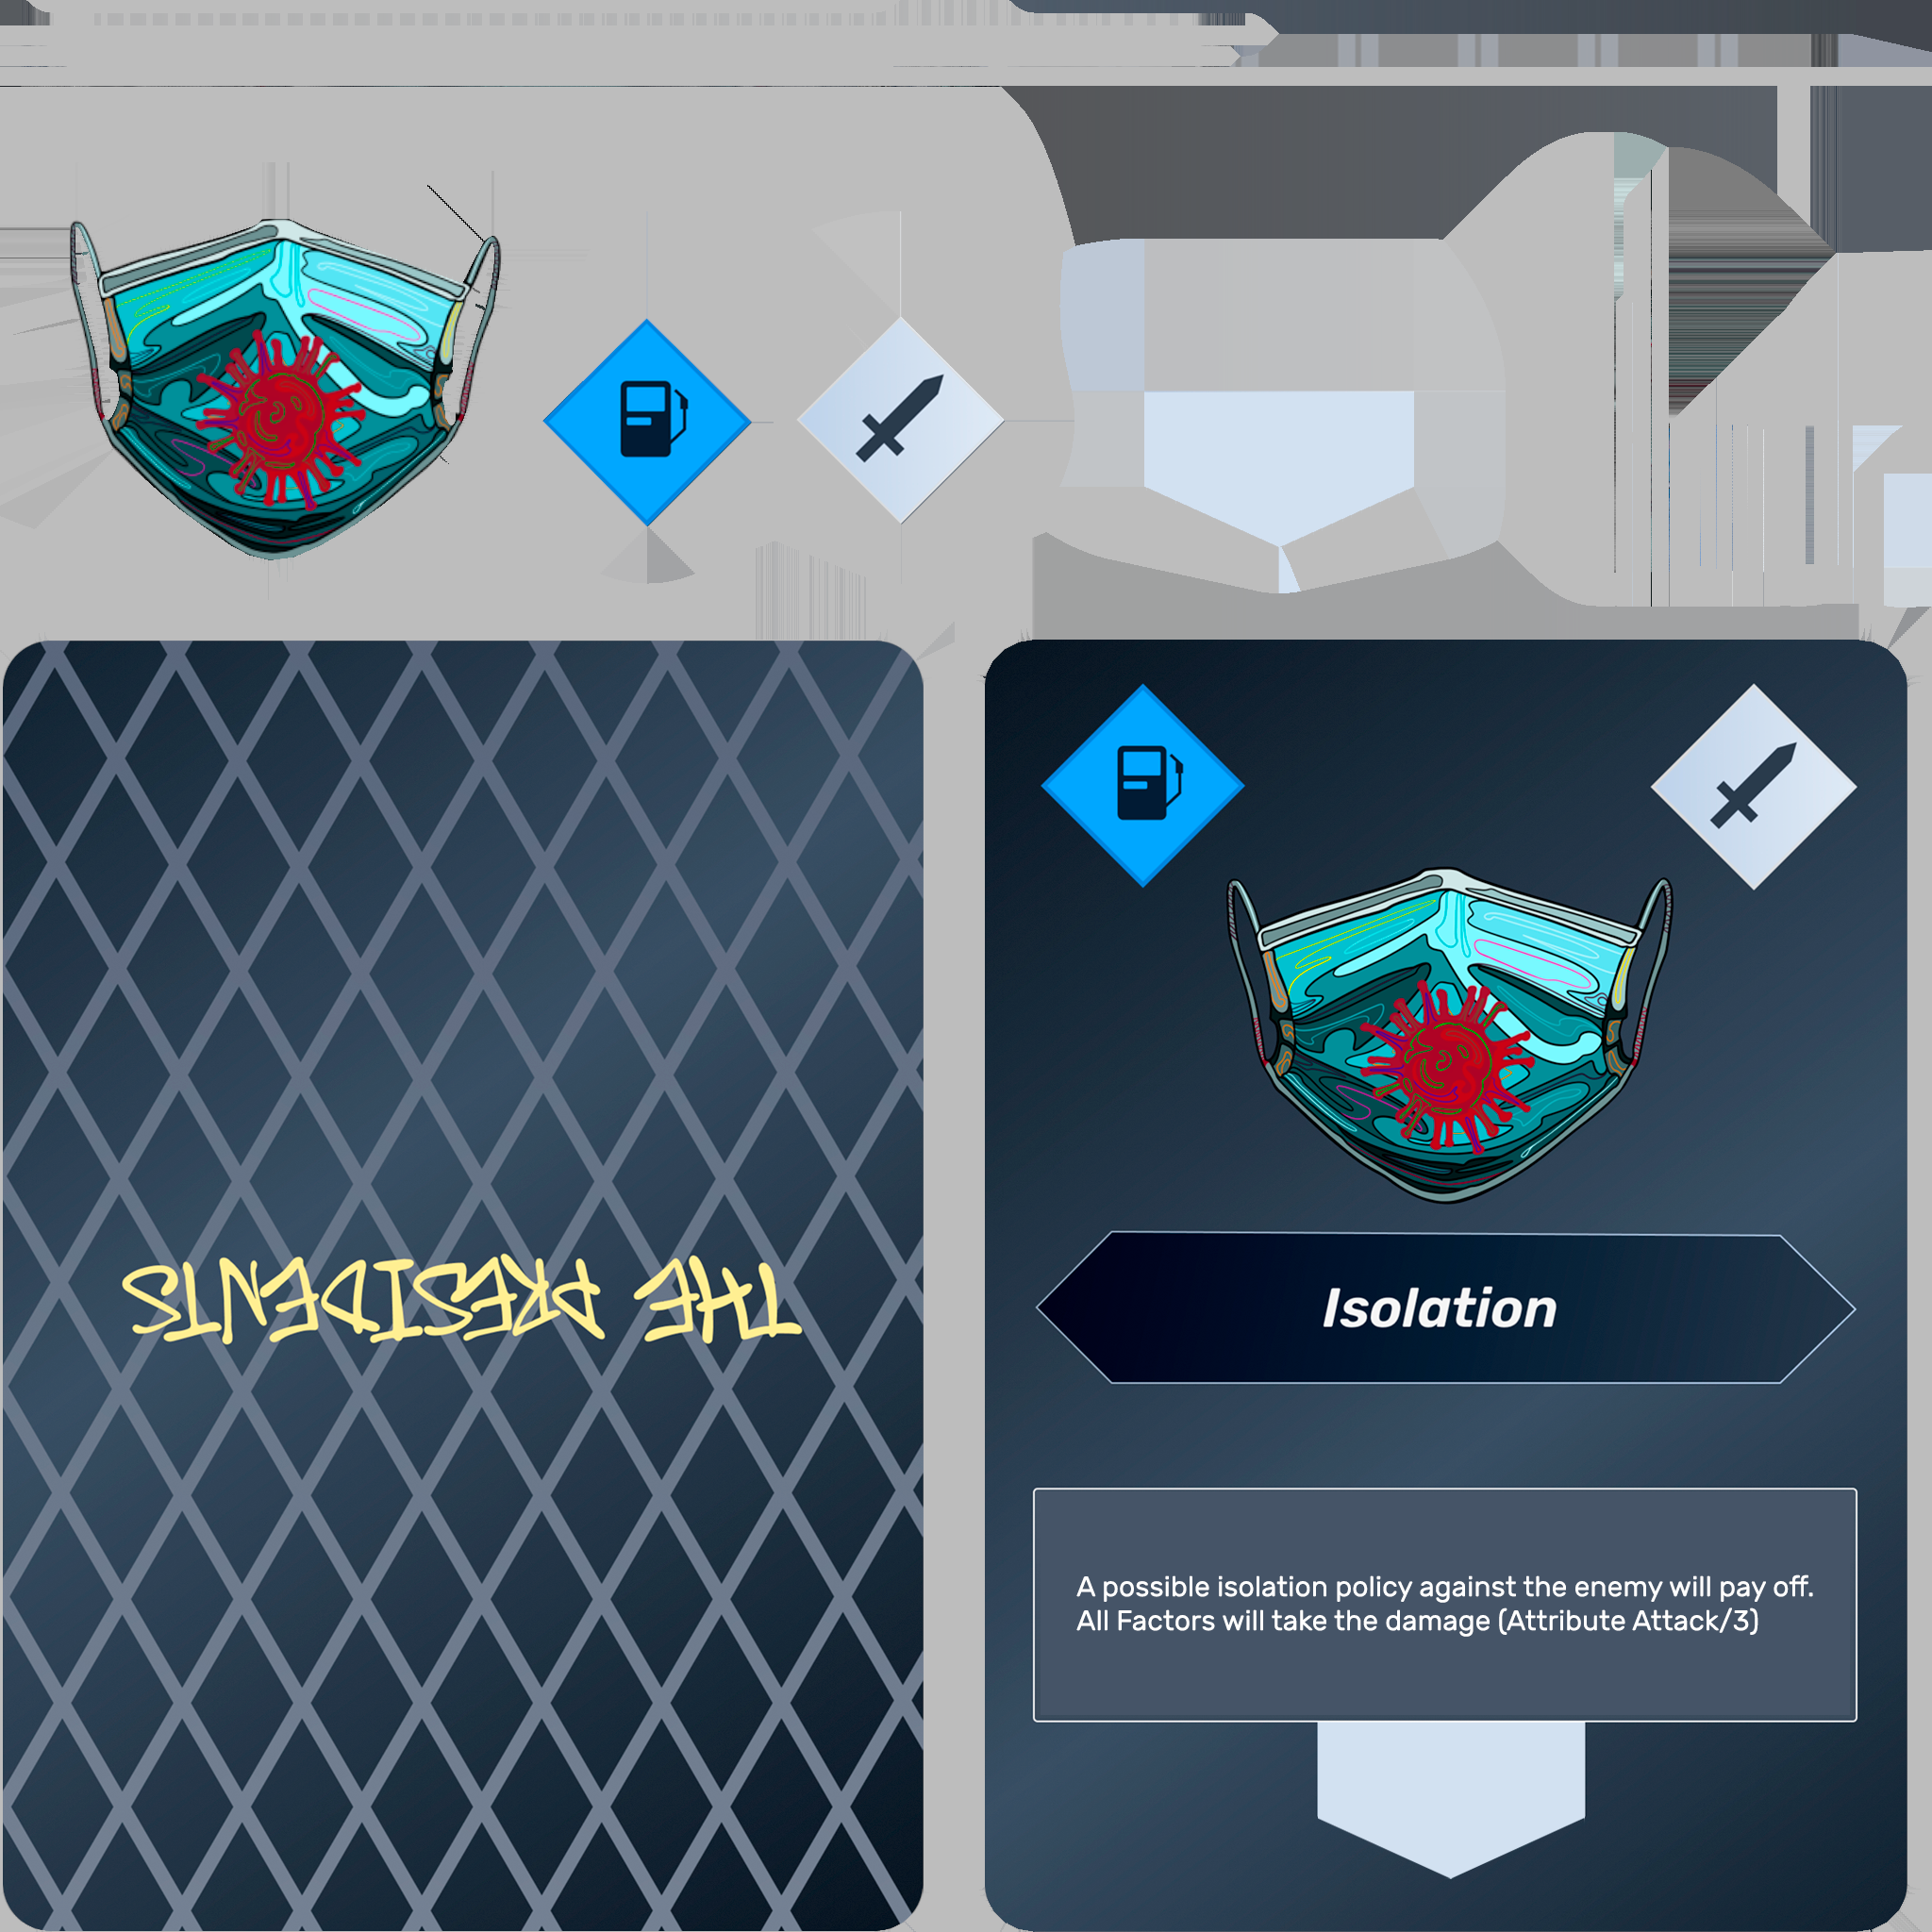 THE PRESIDENTS
Isolation
A possible isolation policy against the enemy will pay off.
All Factors will take the damage (Attribute Attack/3)